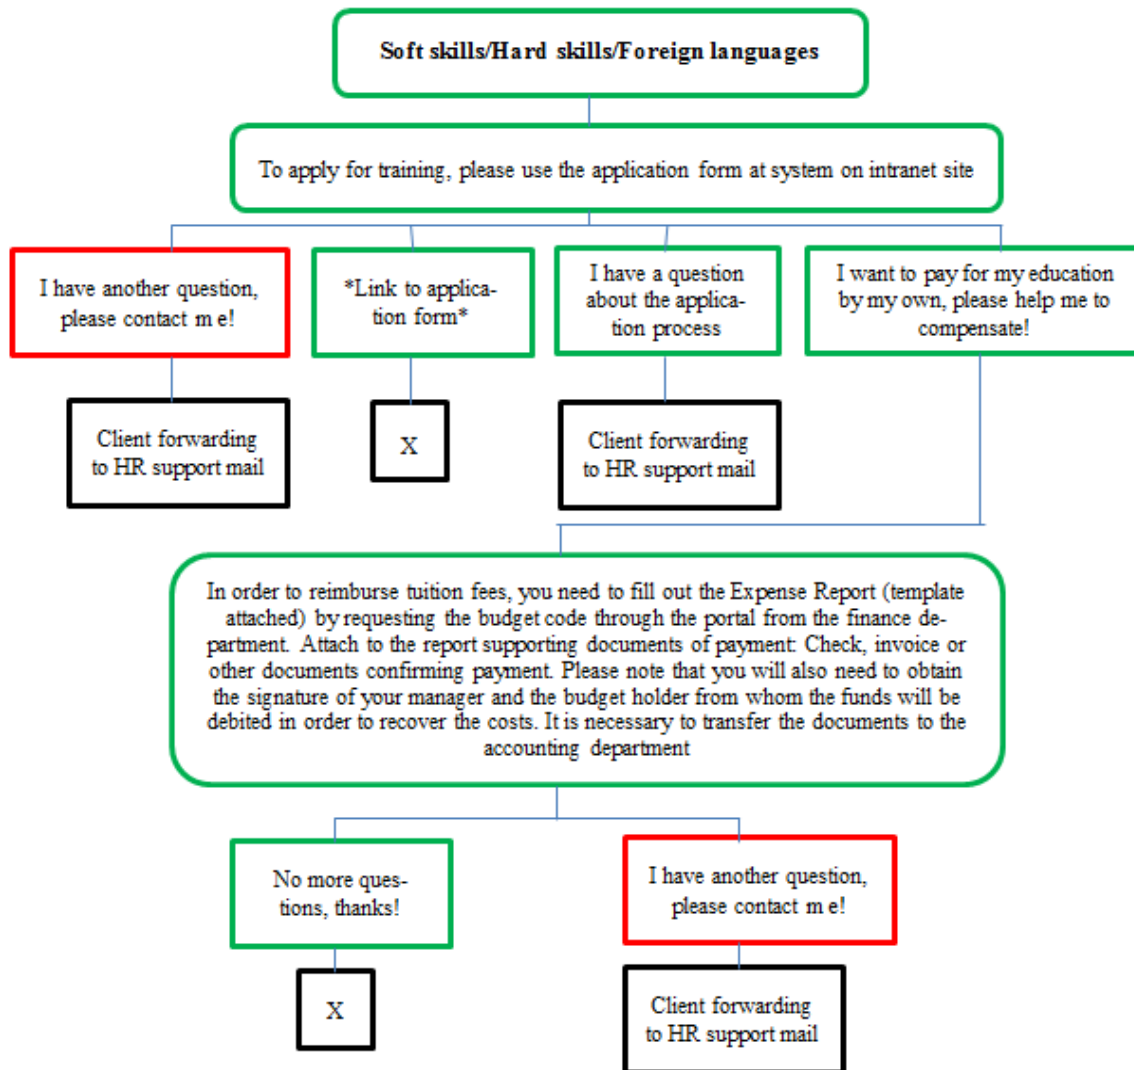 Soft skills/Hard skills/Foreign languages
To apply for training, please use the application form at system on intranet site
I have another question,
please contact m e!
*Link to applica-
tion form*
I have a question
about the applica-
tion process
I want to pay for my education
by my own, please help me to
compensate!
Client forwarding
to HR support mail
X
Client forwarding
to HR support mail
In order to reimburse tuition fees, you need to fill out the Expense Report (template
attached) by requesting the budget code through the portal from the finance de-
partment. Attach to the report supporting documents of payment: Check, invoice or
other documents confirming payment. Please note that you will also need to obtain
the signature of your manager and the budget holder from whom the funds will be
debited in order to recover the costs. It is necessary to transfer the documents to the
accounting department
No more ques-
tions, thanks!
I have another question,
please contact m e!
X
Client forwarding
to HR support mail